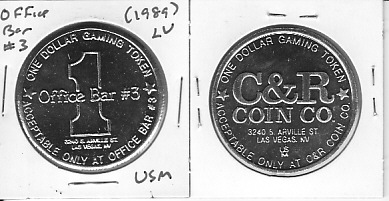 Office
Bar
#3
(1989)
LV
ONE DOLLAR GAMING TOKEN
1
Office Bar #3
3240 S. ARVILLE ST.
LAS VEGAS, NV
ACCEPTABLE ONLY AT OFFICE BAR #3
USM
ONE DOLLAR GAMING TOKEN
C&R
COIN CO.
3240 S. ARVILLE ST.
LAS VEGAS, NV
US
ACCEPTABLE ONLY AT C&R COIN CO.